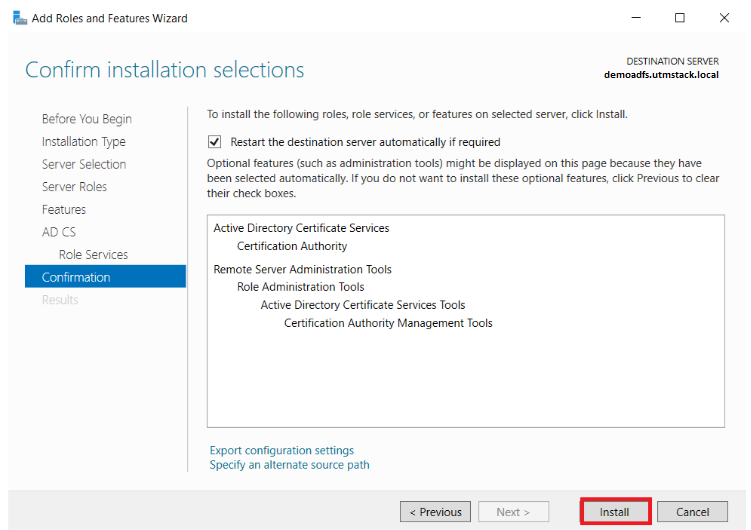 Add Roles and Features Wizard
Confirm installation selections
DESTINATION SERVER
demoadfs.utmstack.local
Before You Begin
Installation Type
Server Selection
Server Roles
Features
AD CS
Role Services
Confirmation
Results
To install the following roles, role services, or features on selected server, click Install.
Restart the destination server automatically if required
Optional features (such as administration tools) might be displayed on this page because they have
been selected automatically. If you do not want to install these optional features, click Previous to clear
their check boxes.
Active Directory Certificate Services
Certification Authority
Remote Server Administration Tools
Role Administration Tools
Active Directory Certificate Services Tools
Certification Authority Management Tools
Export configuration settings
Specify an alternate source path
< Previous
Next >
Install
Cancel